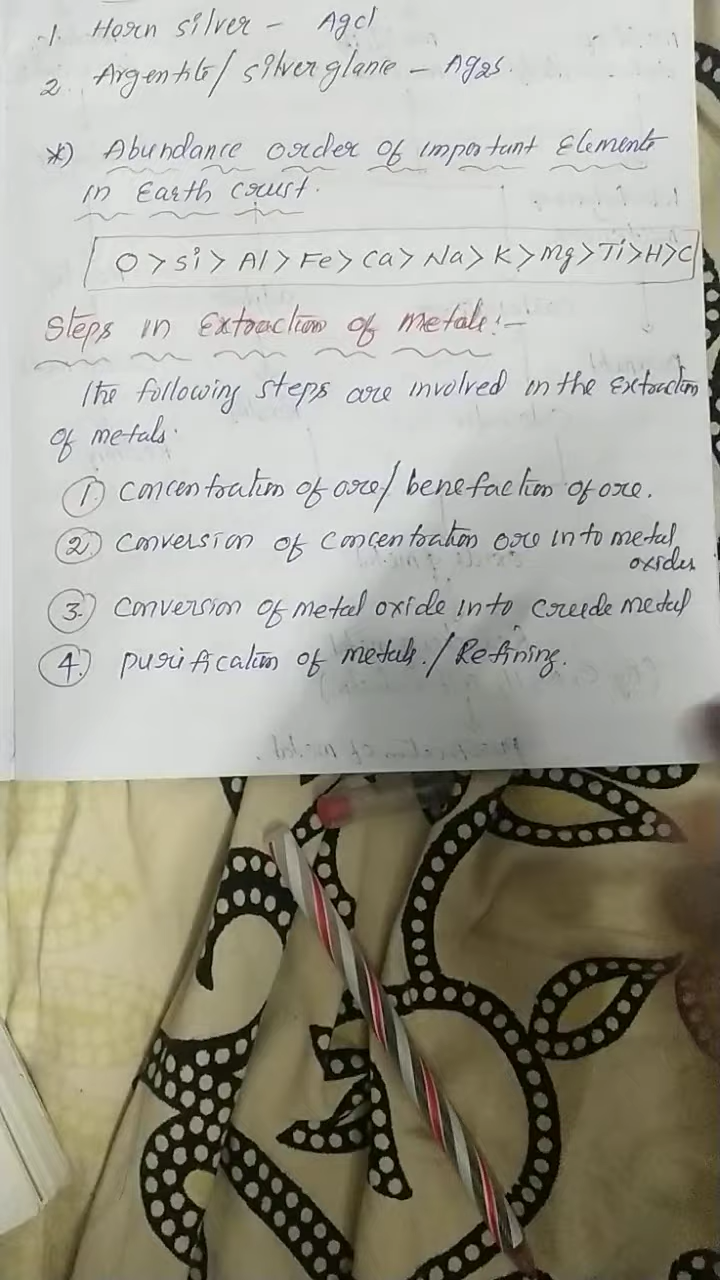 1. Horn silver - Agcl
2. Argentite/ silver glance - Ag2s.
*) Abundance order of important Elements
in Earth crust.
O > Si > Al > Fe > Ca > Na > K > Mg > Ti > H > C
Steps in Extraction of metals:-
The following steps are involved in the Extraction
of metals.
1. Concentration of ore/ benefaction of ore.
2. Conversion of Concentration ore into metal
oxides
3. Conversion of metal oxide into crude metal
4. purification of metals./ Refining.